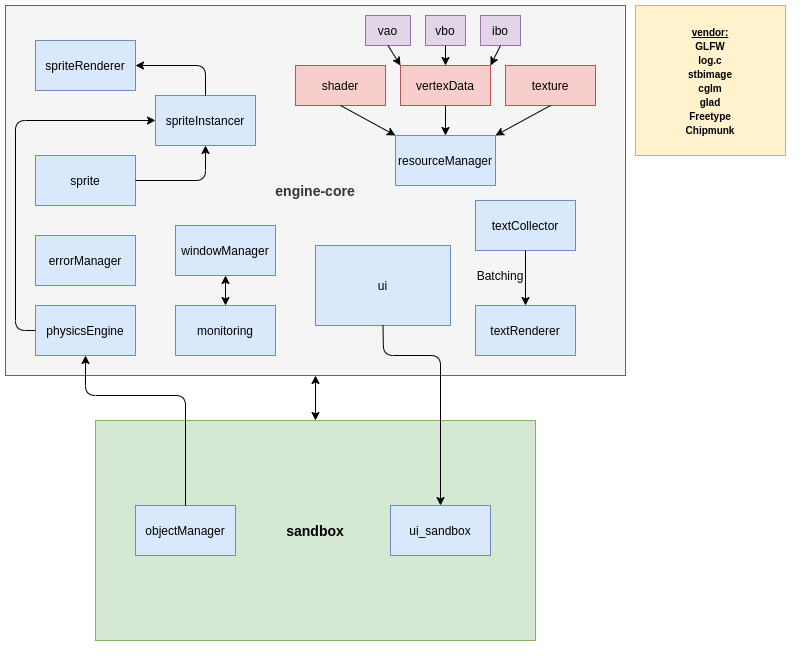 vao
vbo
ibo
spriteRenderer
shader
vertexData
texture
spriteInstancer
resourceManager
sprite
engine-core
textCollector
errorManager
windowManager
ui
Batching
physicsEngine
monitoring
textRenderer
objectManager
sandbox
ui_sandbox
vendor:
GLFW
log.c
stbimage
cglm
glad
Freetype
Chipmunk